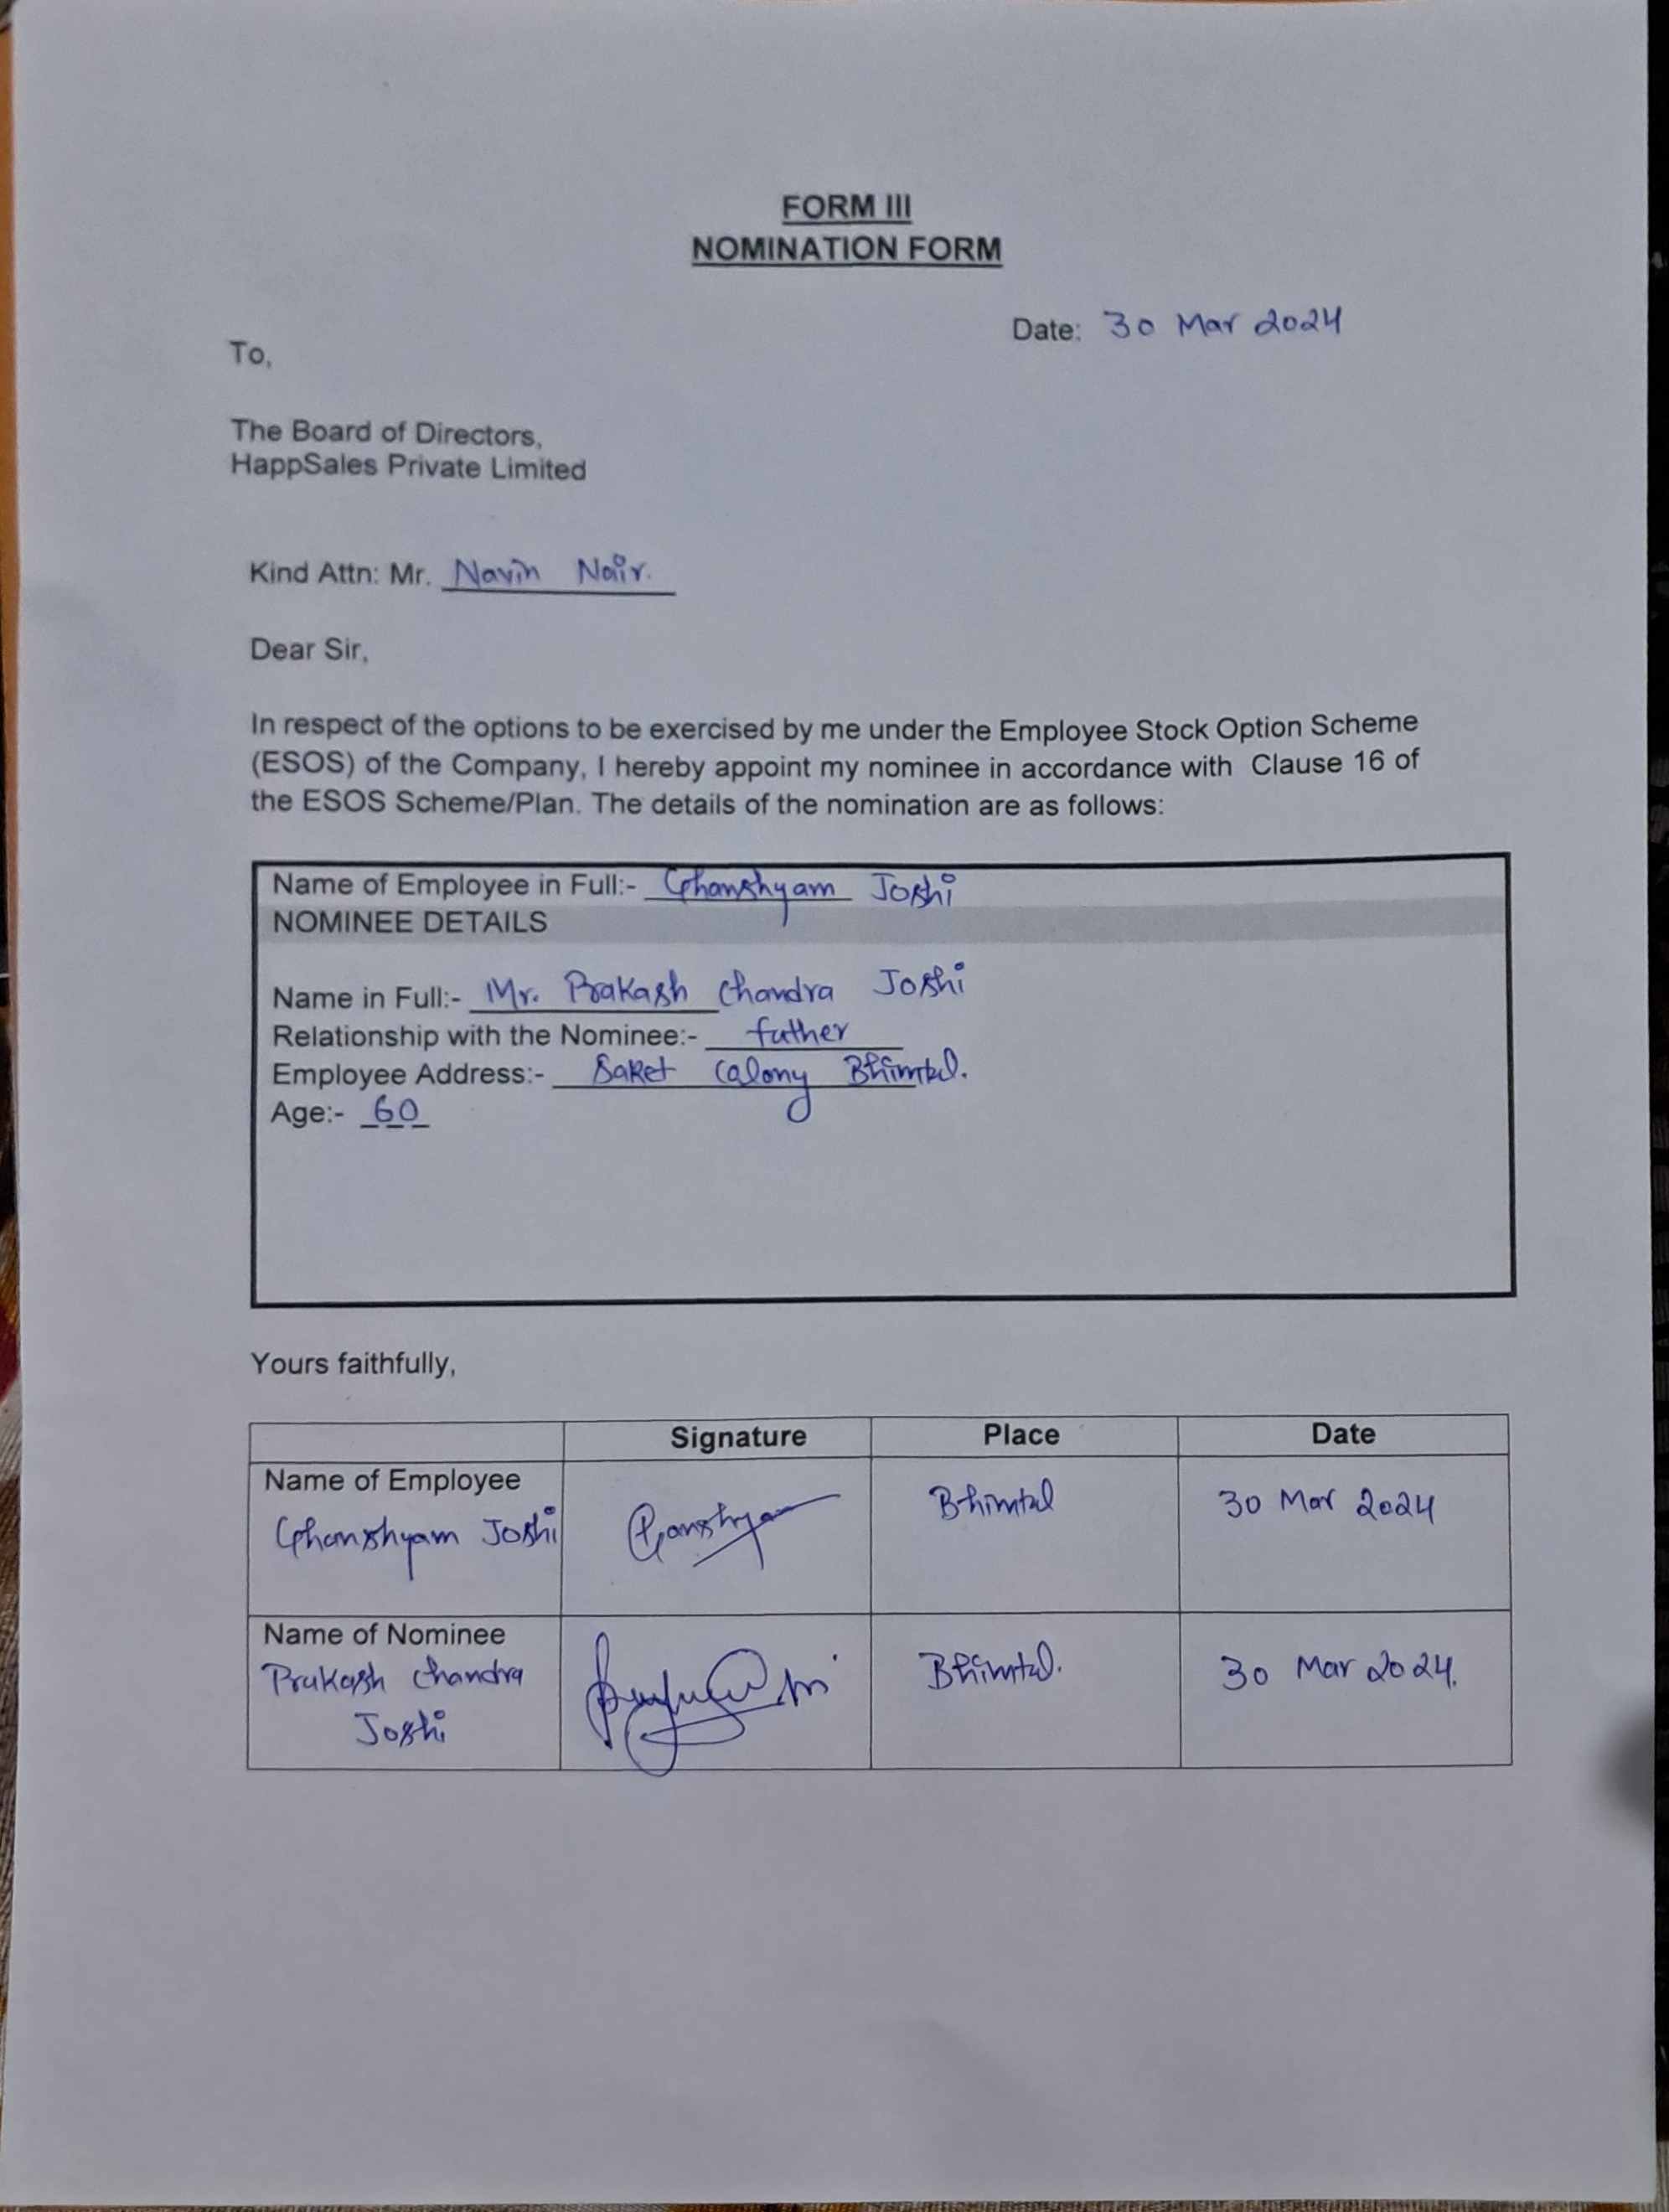 FORM III
NOMINATION FORM
Date: 30 Mar 2024
To,
The Board of Directors,
HappSales Private Limited
Kind Attn: Mr. Navin Nair.
Dear Sir,
In respect of the options to be exercised by me under the Employee Stock Option Scheme
(ESOS) of the Company, I hereby appoint my nominee in accordance with Clause 16 of
the ESOS Scheme/Plan. The details of the nomination are as follows:
Name of Employee in Full:- Ghanshyam Joshi
NOMINEE DETAILS
Name in Full:- Mr. Prakash Chandra Joshi
Relationship with the Nominee:- father
Employee Address:- Saket Colony Bhimtal.
Age:- 60
Yours faithfully,
Signature Place Date
Name of Employee
Ghanshyam Joshi Bhimtal 30 Mar 2024
Name of Nominee
Prakash Chandra Bhimtal. 30 Mar 2024.
Joshi